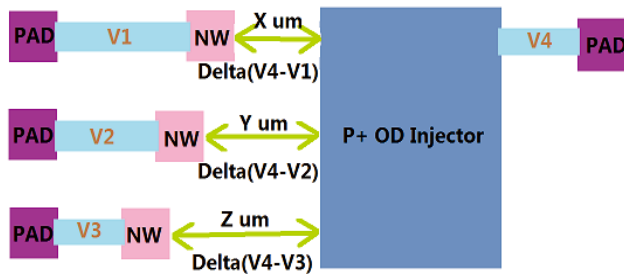 PAD V1 NW X um V4 PAD
Delta(V4-V1)
PAD V2 NW Y um P+ OD Injector
Delta(V4-V2)
PAD V3 NW Z um
Delta(V4-V3)